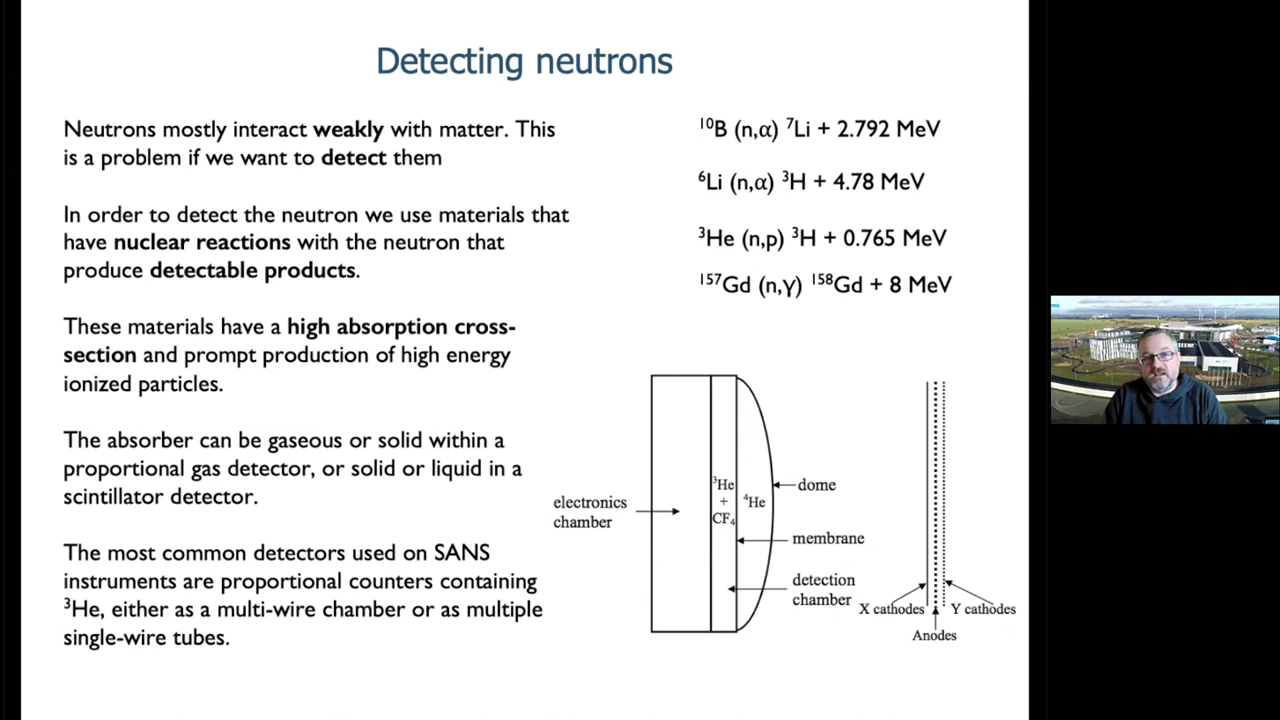 Detecting neutrons
Neutrons mostly interact weakly with matter. This
is a problem if we want to detect them
In order to detect the neutron we use materials that
have nuclear reactions with the neutron that
produce detectable products.
These materials have a high absorption cross-
section and prompt production of high energy
ionized particles.
The absorber can be gaseous or solid within a
proportional gas detector, or solid or liquid in a
scintillator detector.
The most common detectors used on SANS
instruments are proportional counters containing
³He, either as a multi-wire chamber or as multiple
single-wire tubes.
¹⁰B (n,α) ⁷Li + 2.792 MeV
⁶Li (n,α) ³H + 4.78 MeV
³He (n,p) ³H + 0.765 MeV
¹⁵⁷Gd (n,γ) ¹⁵⁸Gd + 8 MeV
electronics
chamber
³He
+
CF₄
⁴He
dome
membrane
detection
chamber
X cathodes
Y cathodes
Anodes